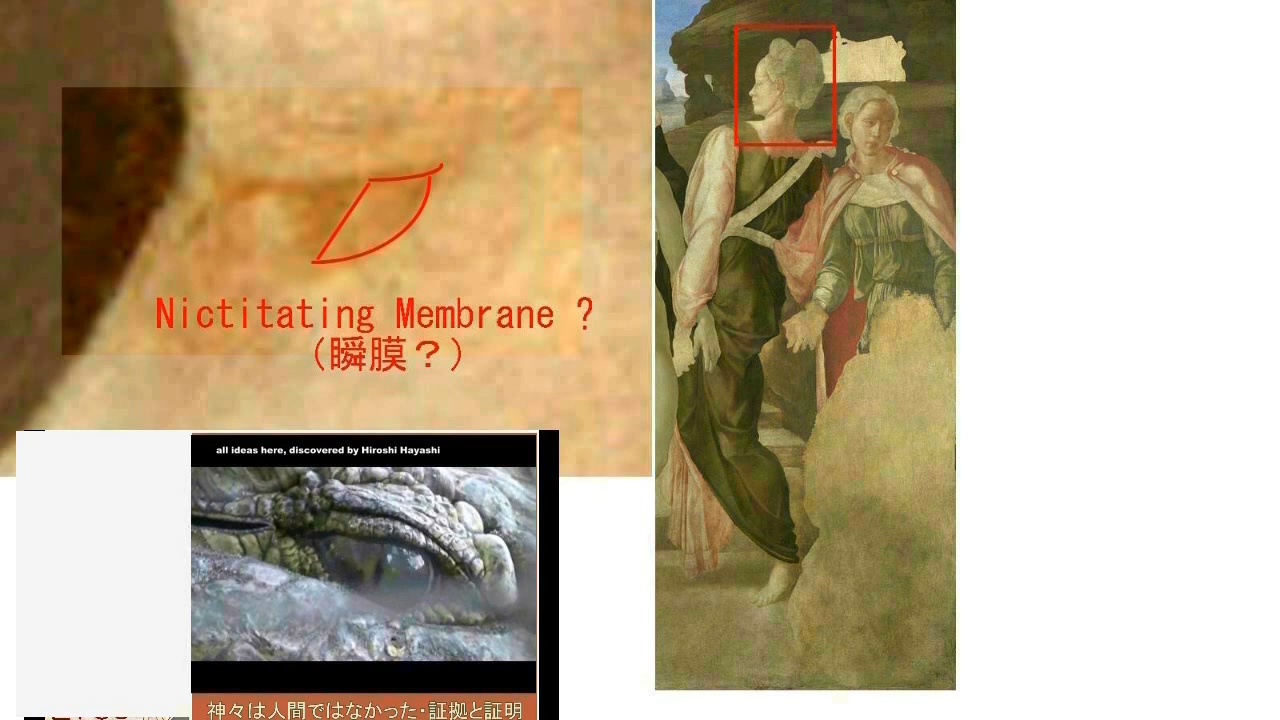 Nictitating Membrane ?
（瞬膜？）
all ideas here, discovered by Hiroshi Hayashi
神々は人間ではなかった・証拠と証明